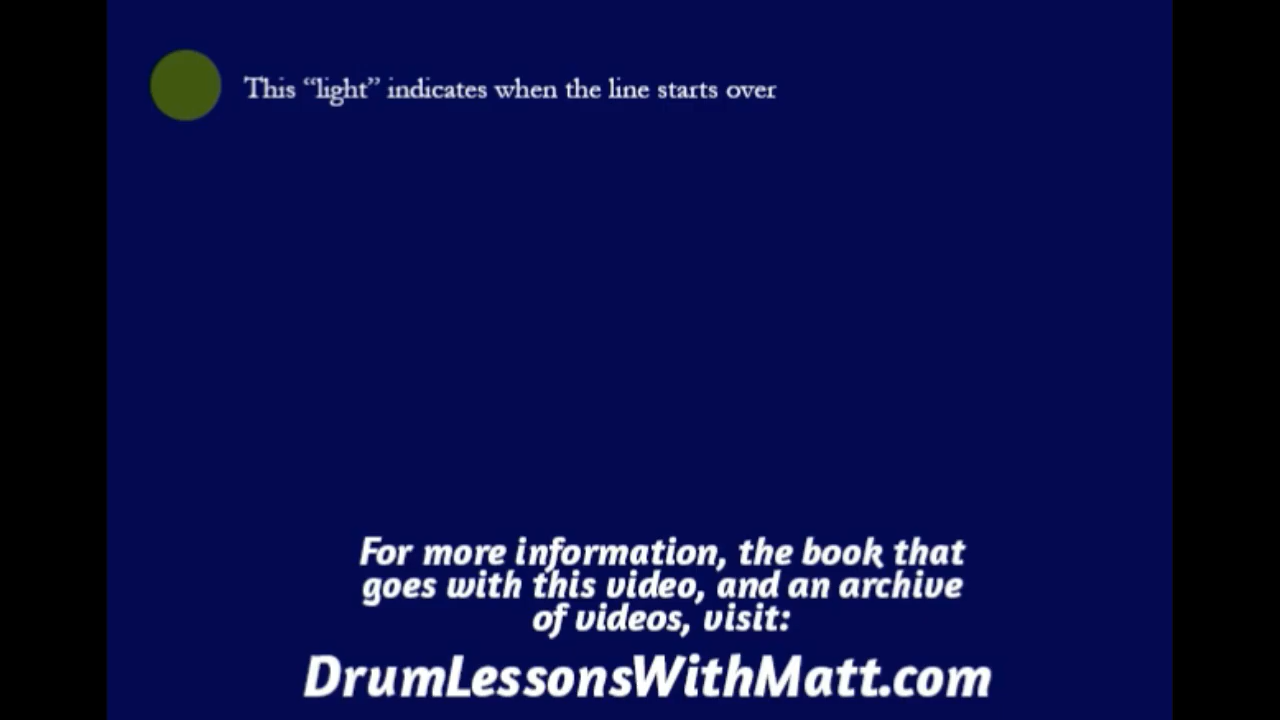 This “light” indicates when the line starts over
For more information, the book that
goes with this video, and an archive
of videos, visit:
DrumLessonsWithMatt.com